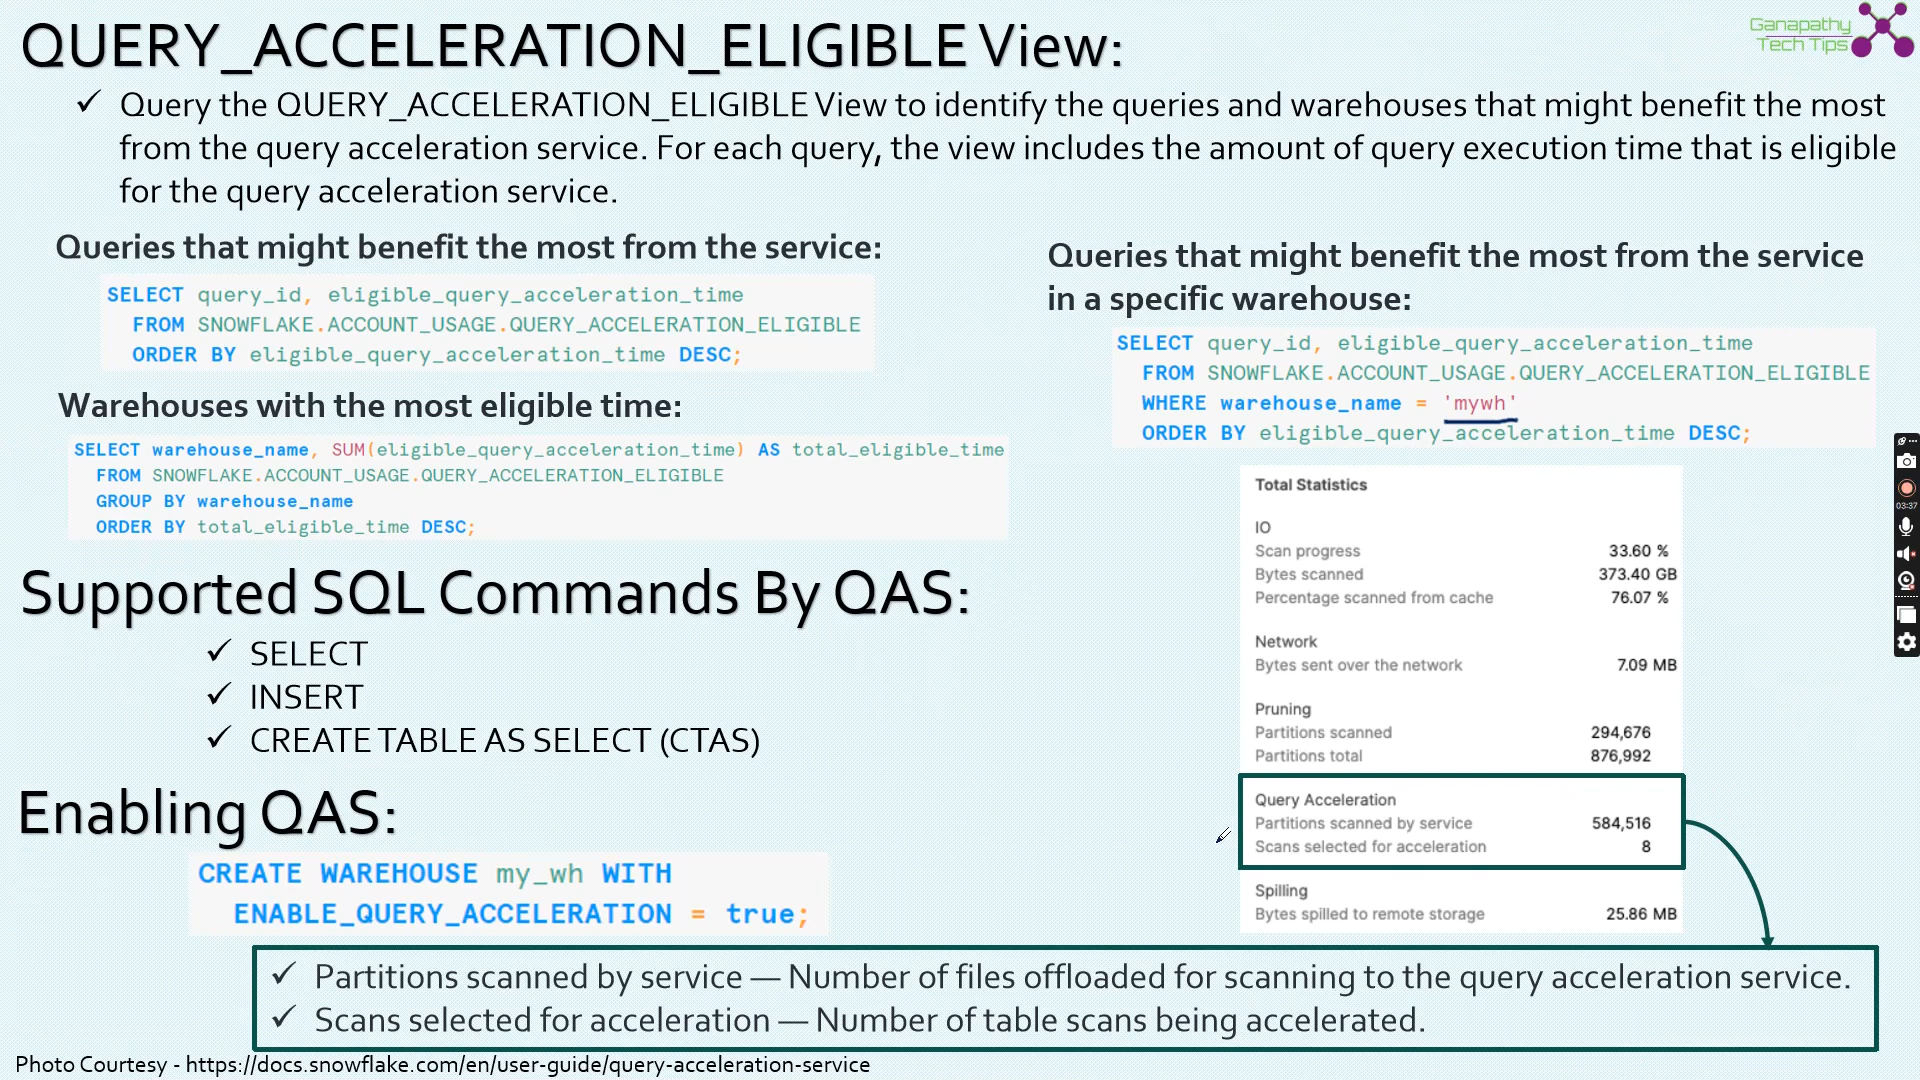 QUERY_ACCELERATION_ELIGIBLE View:
Ganapathy
Tech Tips
✓ Query the QUERY_ACCELERATION_ELIGIBLE View to identify the queries and warehouses that might benefit the most
from the query acceleration service. For each query, the view includes the amount of query execution time that is eligible
for the query acceleration service.
Queries that might benefit the most from the service:
SELECT query_id, eligible_query_acceleration_time
FROM SNOWFLAKE.ACCOUNT_USAGE.QUERY_ACCELERATION_ELIGIBLE
ORDER BY eligible_query_acceleration_time DESC;
Warehouses with the most eligible time:
SELECT warehouse_name, SUM(eligible_query_acceleration_time) AS total_eligible_time
FROM SNOWFLAKE.ACCOUNT_USAGE.QUERY_ACCELERATION_ELIGIBLE
GROUP BY warehouse_name
ORDER BY total_eligible_time DESC;
Queries that might benefit the most from the service
in a specific warehouse:
SELECT query_id, eligible_query_acceleration_time
FROM SNOWFLAKE.ACCOUNT_USAGE.QUERY_ACCELERATION_ELIGIBLE
WHERE warehouse_name = 'mywh'
ORDER BY eligible_query_acceleration_time DESC;
Supported SQL Commands By QAS:
✓ SELECT
✓ INSERT
✓ CREATE TABLE AS SELECT (CTAS)
Enabling QAS:
CREATE WAREHOUSE my_wh WITH
ENABLE_QUERY_ACCELERATION = true;
Total Statistics
IO
Scan progress 33.60 %
Bytes scanned 373.40 GB
Percentage scanned from cache 76.07 %
Network
Bytes sent over the network 7.09 MB
Pruning
Partitions scanned 294,676
Partitions total 876,992
Query Acceleration
Partitions scanned by service 584,516
Scans selected for acceleration 8
Spilling
Bytes spilled to remote storage 25.86 MB
03:37
✓ Partitions scanned by service — Number of files offloaded for scanning to the query acceleration service.
✓ Scans selected for acceleration — Number of table scans being accelerated.
Photo Courtesy - https://docs.snowflake.com/en/user-guide/query-acceleration-service